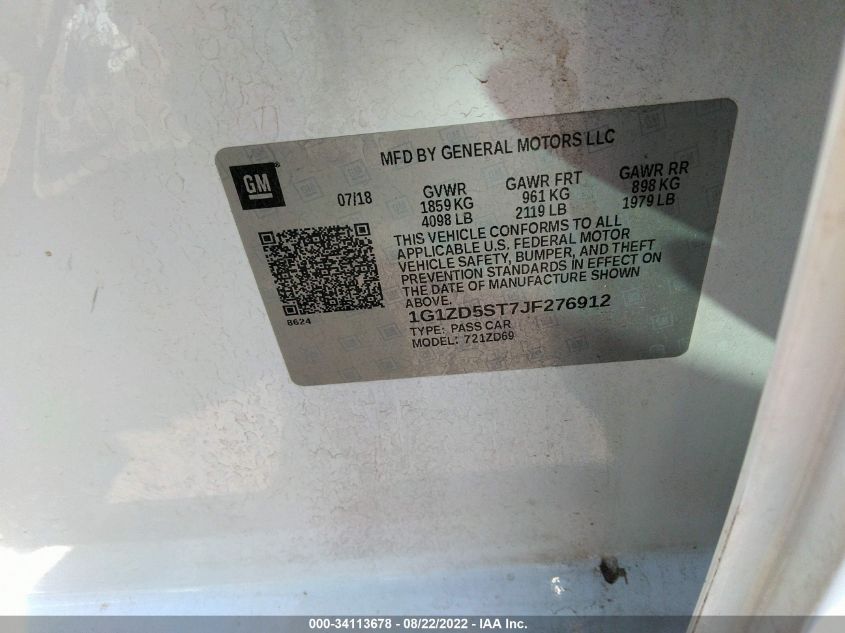 MFD BY GENERAL MOTORS LLC
GM®
07/18
GVWR
1859 KG
4098 LB
GAWR FRT
961 KG
2119 LB
GAWR RR
898 KG
1979 LB
THIS VEHICLE CONFORMS TO ALL
APPLICABLE U.S. FEDERAL MOTOR
VEHICLE SAFETY, BUMPER, AND THEFT
PREVENTION STANDARDS IN EFFECT ON
THE DATE OF MANUFACTURE SHOWN
ABOVE.
8624
1G1ZD5ST7JF276912
TYPE: PASS CAR
MODEL: 721ZD69
000-34113678 - 08/22/2022 - IAA Inc.